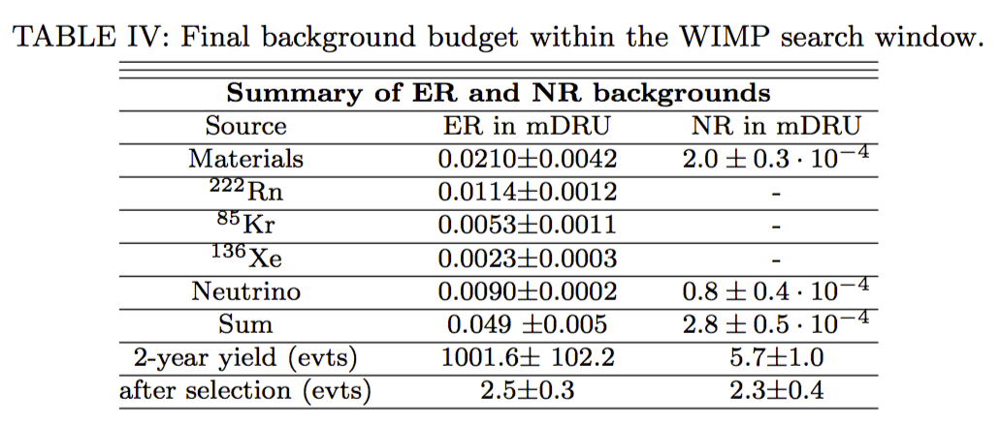 TABLE IV: Final background budget within the WIMP search window.
Summary of ER and NR backgrounds
Source ER in mDRU NR in mDRU
Materials 0.0210±0.0042 2.0 ± 0.3 · 10⁻⁴
²²²Rn 0.0114±0.0012 -
⁸⁵Kr 0.0053±0.0011 -
¹³⁶Xe 0.0023±0.0003 -
Neutrino 0.0090±0.0002 0.8 ± 0.4 · 10⁻⁴
Sum 0.049 ±0.005 2.8 ± 0.5 · 10⁻⁴
2-year yield (evts) 1001.6± 102.2 5.7±1.0
after selection (evts) 2.5±0.3 2.3±0.4